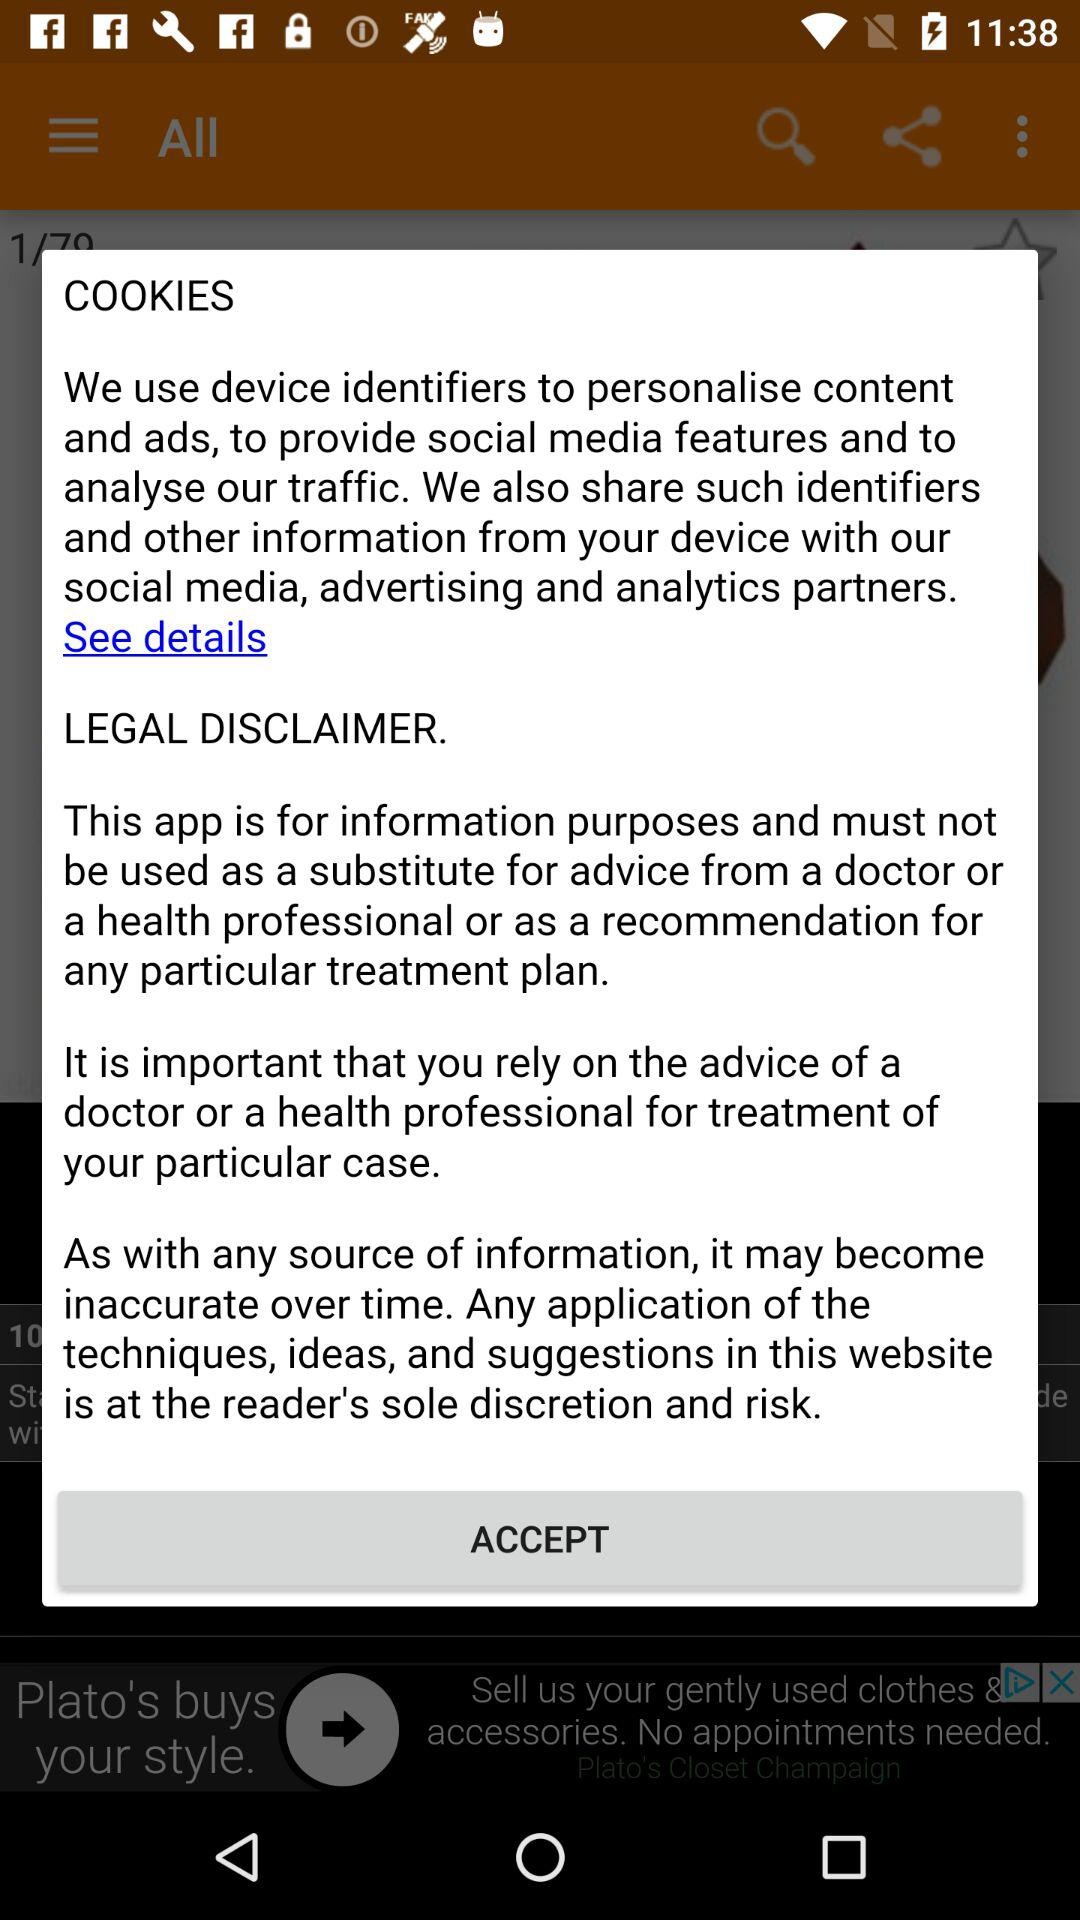 FAKE
11:38
All
1/79
COOKIES
We use device identifiers to personalise content
and ads, to provide social media features and to
analyse our traffic. We also share such identifiers
and other information from your device with our
social media, advertising and analytics partners.
See details
LEGAL DISCLAIMER.
This app is for information purposes and must not
be used as a substitute for advice from a doctor or
a health professional or as a recommendation for
any particular treatment plan.
It is important that you rely on the advice of a
doctor or a health professional for treatment of
your particular case.
As with any source of information, it may become
inaccurate over time. Any application of the
techniques, ideas, and suggestions in this website
is at the reader's sole discretion and risk.
10
ACCEPT
Plato's buys
your style.
Sell us your gently used clothes &
accessories. No appointments needed.
Plato's Closet Champaign